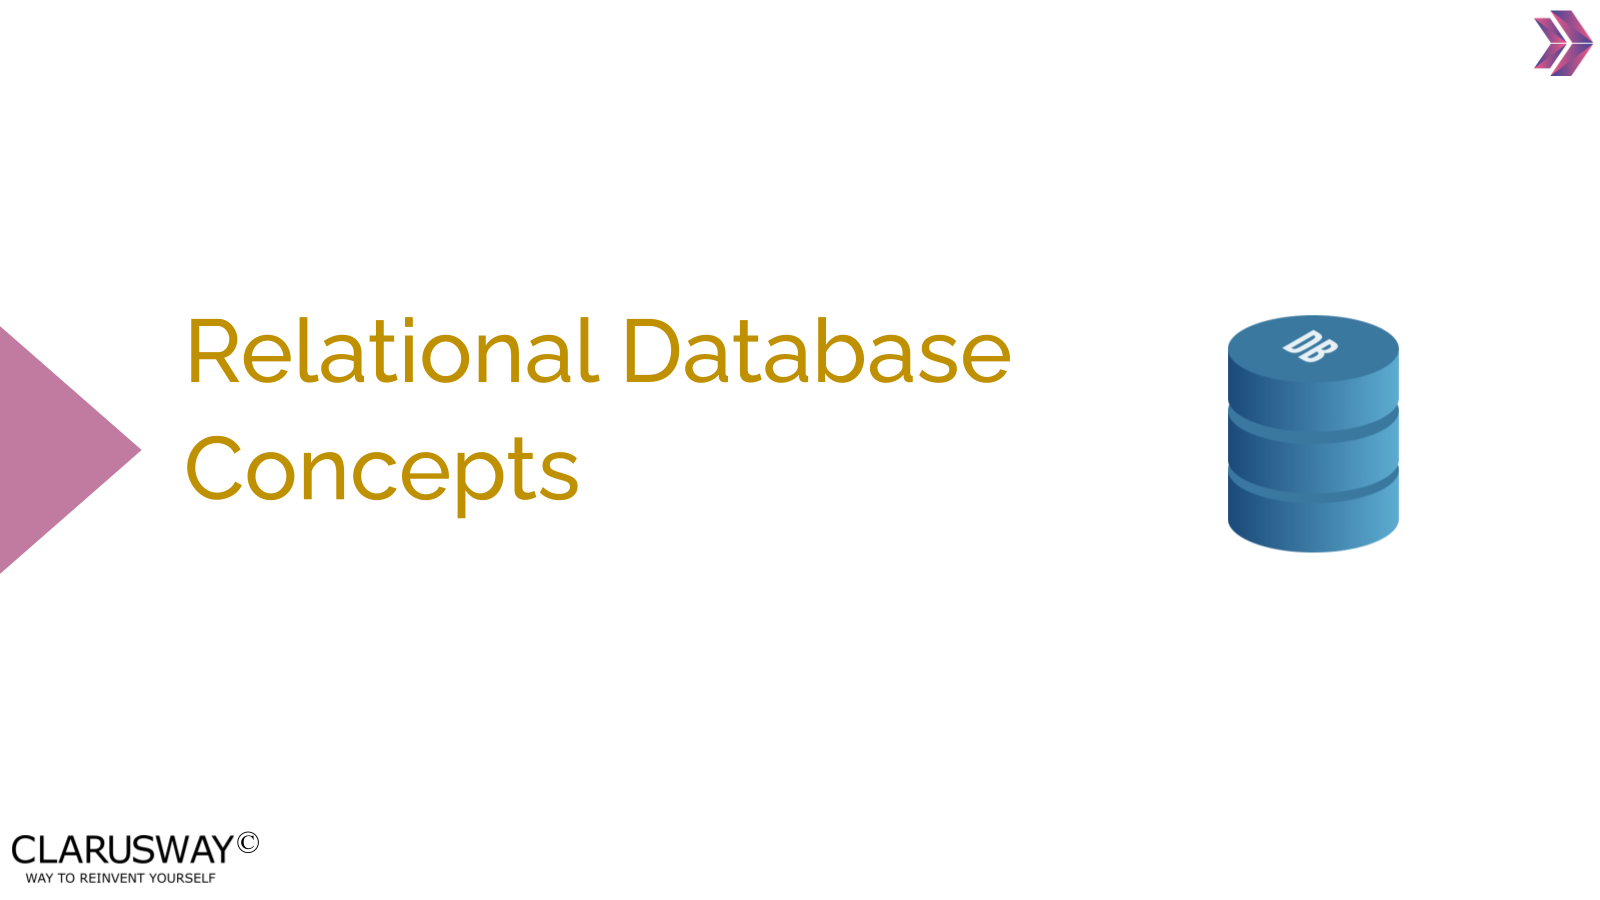 Relational Database
Concepts
DB
CLARUSWAY©
WAY TO REINVENT YOURSELF